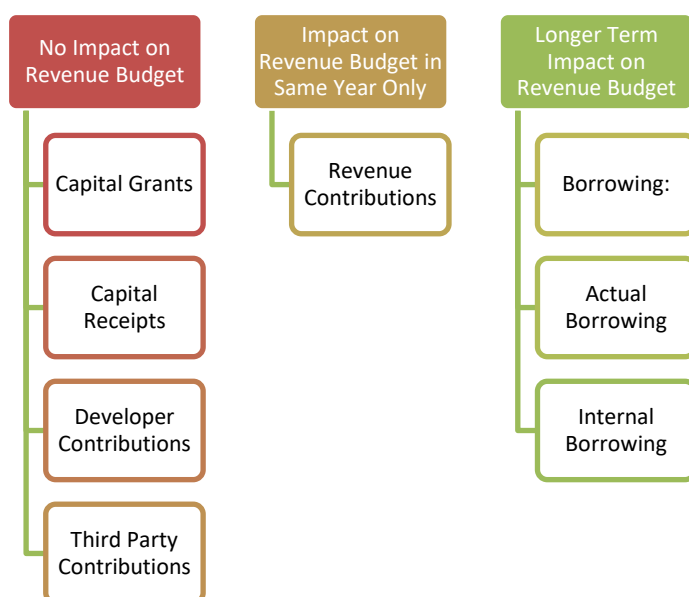 No Impact on
Revenue Budget
Capital Grants
Capital
Receipts
Developer
Contributions
Third Party
Contributions
Impact on
Revenue Budget in
Same Year Only
Revenue
Contributions
Longer Term
Impact on
Revenue Budget
Borrowing:
Actual
Borrowing
Internal
Borrowing